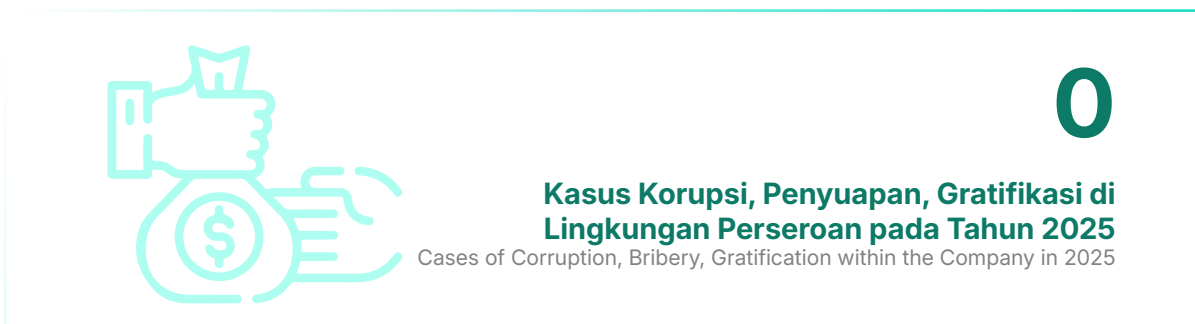 0
Kasus Korupsi, Penyuapan, Gratifikasi di
Lingkungan Perseroan pada Tahun 2025
Cases of Corruption, Bribery, Gratification within the Company in 2025
$